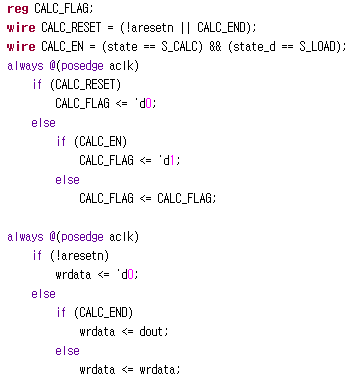 reg CALC_FLAG;
wire CALC_RESET = (!aresetn || CALC_END);
wire CALC_EN = (state == S_CALC) && (state_d == S_LOAD);
always @(posedge aclk)
    if (CALC_RESET)
        CALC_FLAG <= 'd0;
    else
        if (CALC_EN)
            CALC_FLAG <= 'd1;
        else
            CALC_FLAG <= CALC_FLAG;

always @(posedge aclk)
    if (!aresetn)
        wrdata <= 'd0;
    else
        if (CALC_END)
            wrdata <= dout;
        else
            wrdata <= wrdata;